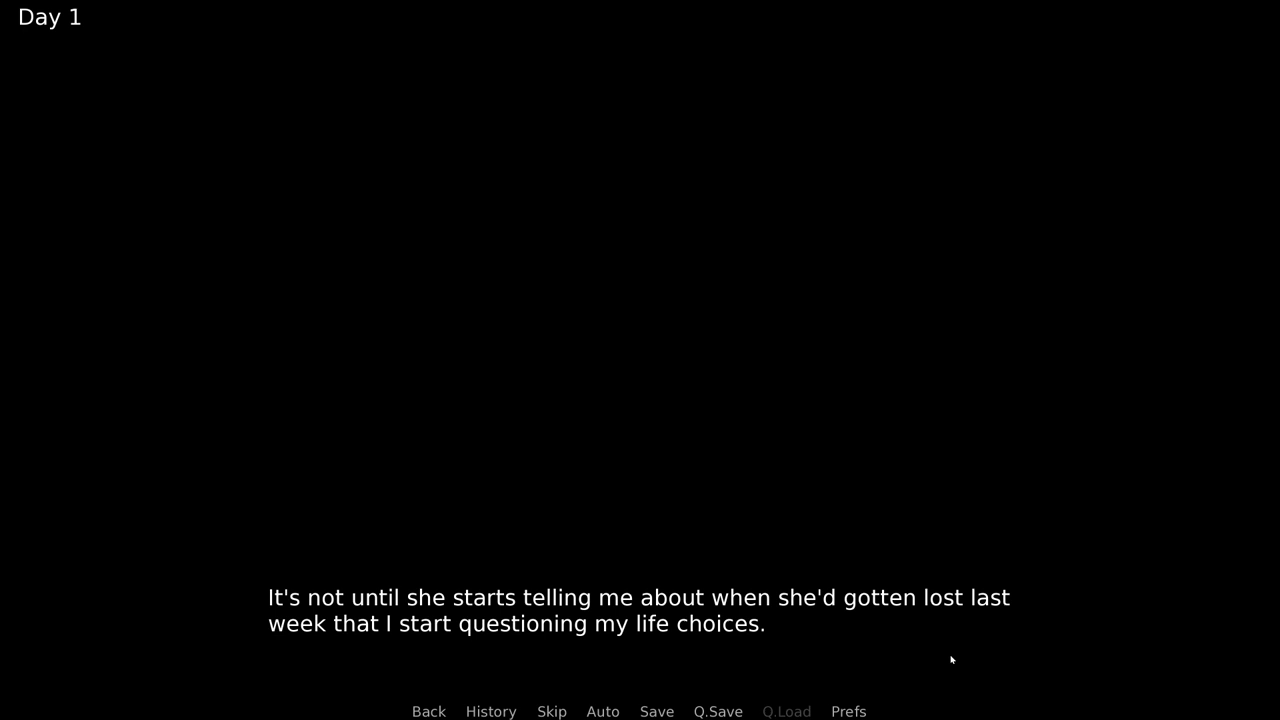 Day 1
It's not until she starts telling me about when she'd gotten lost last
week that I start questioning my life choices.
Back History Skip Auto Save Q.Save Q.Load Prefs